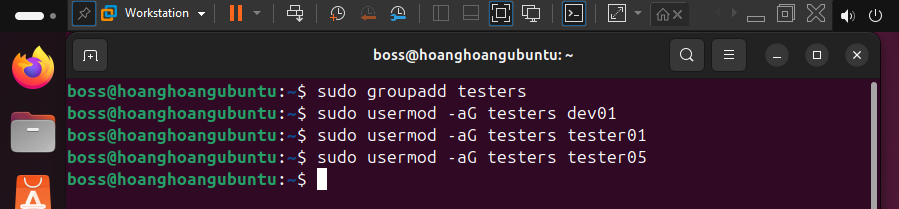 Workstation
boss@hoanghoangubuntu: ~
boss@hoanghoangubuntu:~$ sudo groupadd testers
boss@hoanghoangubuntu:~$ sudo usermod -aG testers dev01
boss@hoanghoangubuntu:~$ sudo usermod -aG testers tester01
boss@hoanghoangubuntu:~$ sudo usermod -aG testers tester05
boss@hoanghoangubuntu:~$